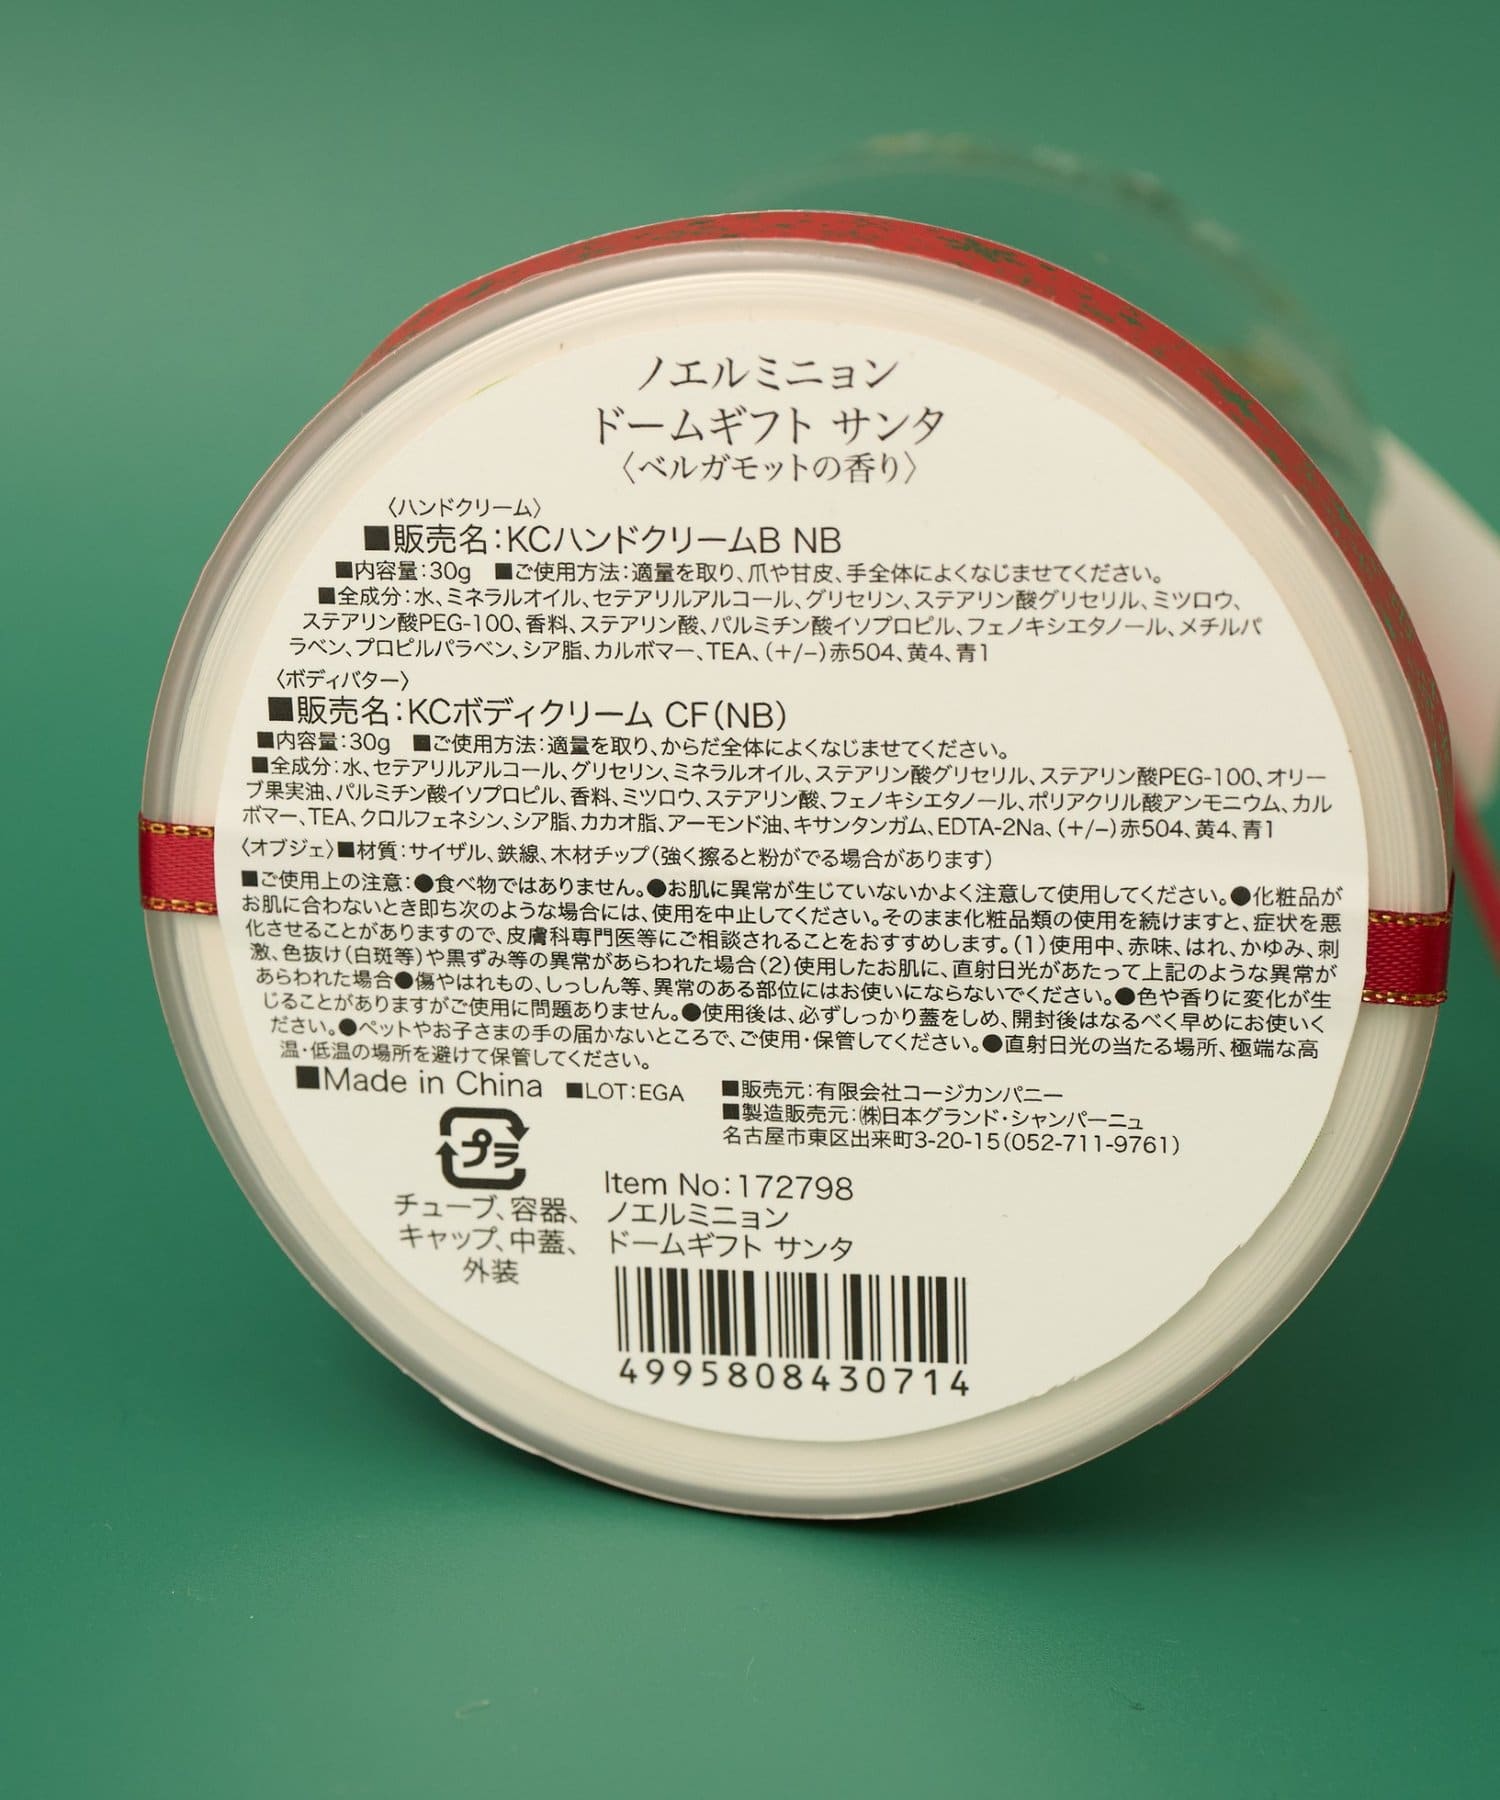 ノエルミニョン
ドームギフト サンタ
〈ベルガモットの香り〉
〈ハンドクリーム〉
■販売名：KCハンドクリームB NB
■内容量：30g ■ご使用方法：適量を取り、爪や甘皮、手全体によくなじませてください。
■全成分：水、ミネラルオイル、セテアリルアルコール、グリセリン、ステアリン酸グリセリル、ミツロウ、
ステアリン酸PEG-100、香料、ステアリン酸、パルミチン酸イソプロピル、フェノキシエタノール、メチルパ
ラベン、プロピルパラベン、シア脂、カルボマー、TEA、（+/−）赤504、黄4、青1
〈ボディバター〉
■販売名：KCボディクリーム CF（NB）
■内容量：30g ■ご使用方法：適量を取り、からだ全体によくなじませてください。
■全成分：水、セテアリルアルコール、グリセリン、ミネラルオイル、ステアリン酸グリセリル、ステアリン酸PEG-100、オリー
ブ果実油、パルミチン酸イソプロピル、香料、ミツロウ、ステアリン酸、フェノキシエタノール、ポリアクリル酸アンモニウム、カル
ボマー、TEA、クロルフェネシン、シア脂、カカオ脂、アーモンド油、キサンタンガム、EDTA-2Na、（+/−）赤504、黄4、青1
〈オブジェ〉■材質：サイザル、鉄線、木材チップ（強く擦ると粉がでる場合があります）
■ご使用上の注意：●食べ物ではありません。●お肌に異常が生じていないかよく注意して使用してください。●化粧品が
お肌に合わないとき即ち次のような場合には、使用を中止してください。そのまま化粧品類の使用を続けますと、症状を悪
化させることがありますので、皮膚科専門医等にご相談されることをおすすめします。（1）使用中、赤味、はれ、かゆみ、刺
激、色抜け（白斑等）や黒ずみ等の異常があらわれた場合（2）使用したお肌に、直射日光があたって上記のような異常が
あらわれた場合●傷やはれもの、しっしん等、異常のある部位にはお使いにならないでください。●色や香りに変化が生
じることがありますがご使用に問題ありません。●使用後は、必ずしっかり蓋をしめ、開封後はなるべく早めにお使いく
ださい。●ペットやお子さまの手の届かないところで、ご使用・保管してください。●直射日光の当たる場所、極端な高
温・低温の場所を避けて保管してください。
■Made in China ■LOT：EGA
■販売元：有限会社コージカンパニー
■製造販売元：㈱日本グランド・シャンパーニュ
名古屋市東区出来町3-20-15（052-711-9761）
プラ
チューブ、容器、
キャップ、中蓋、
外装
Item No：172798
ノエルミニョン
ドームギフト サンタ
4995808430714